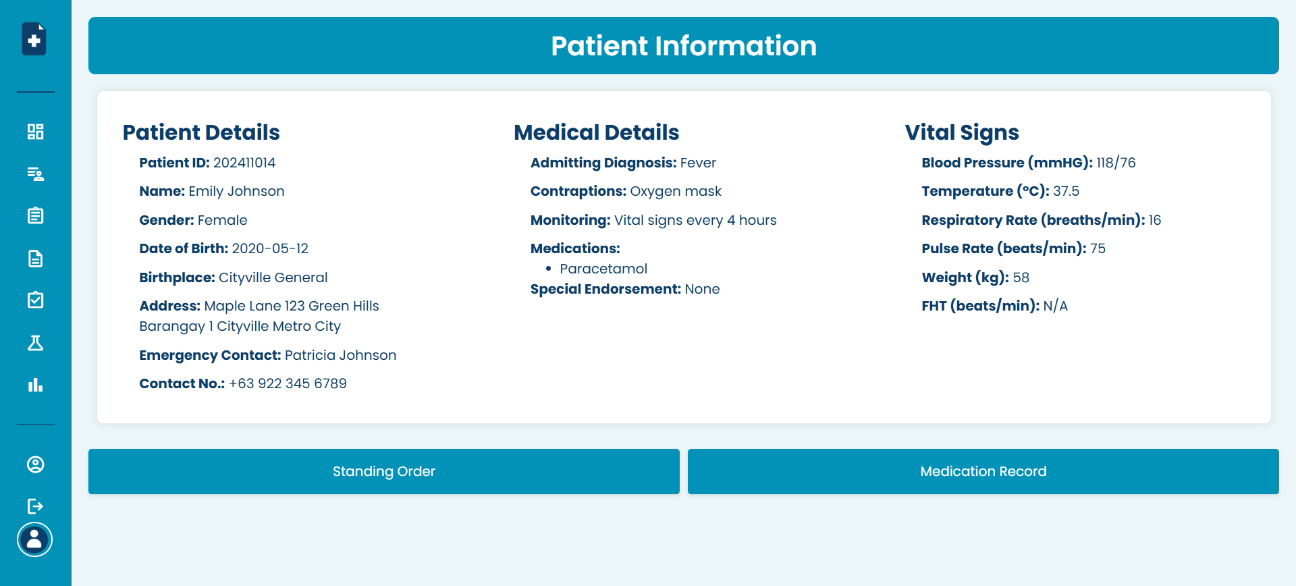 Patient Information
Patient Details
Patient ID: 202411014
Name: Emily Johnson
Gender: Female
Date of Birth: 2020-05-12
Birthplace: Cityville General
Address: Maple Lane 123 Green Hills
Barangay 1 Cityville Metro City
Emergency Contact: Patricia Johnson
Contact No.: +63 922 345 6789
Medical Details
Admitting Diagnosis: Fever
Contraptions: Oxygen mask
Monitoring: Vital signs every 4 hours
Medications:
• Paracetamol
Special Endorsement: None
Vital Signs
Blood Pressure (mmHG): 118/76
Temperature (°C): 37.5
Respiratory Rate (breaths/min): 16
Pulse Rate (beats/min): 75
Weight (kg): 58
FHT (beats/min): N/A
Standing Order
Medication Record